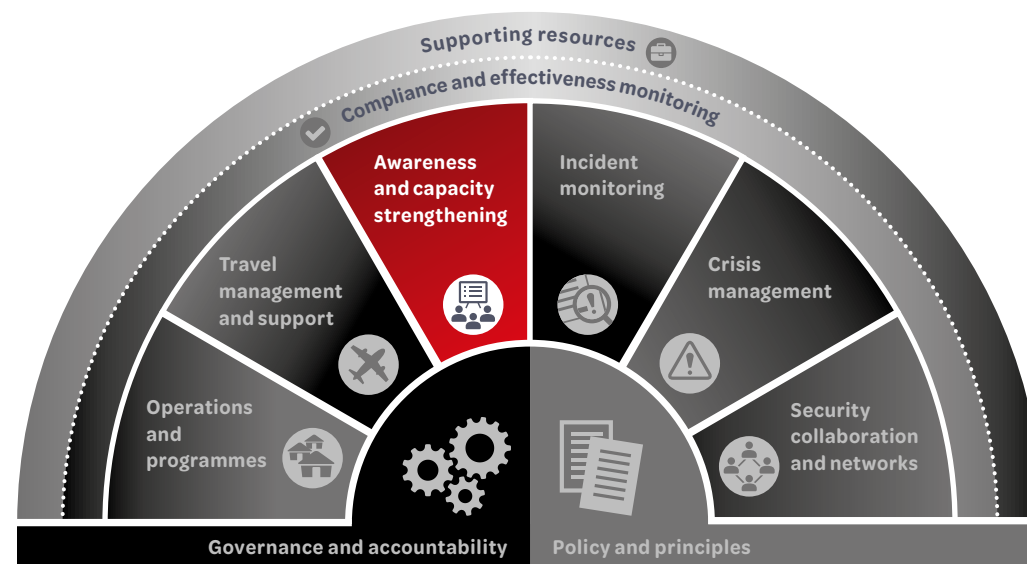 Supporting resources
Compliance and effectiveness monitoring
Awareness
and capacity
strengthening
Incident
monitoring
Travel
management
and support
Crisis
management
Operations
and
programmes
Security
collaboration
and networks
Governance and accountability
Policy and principles